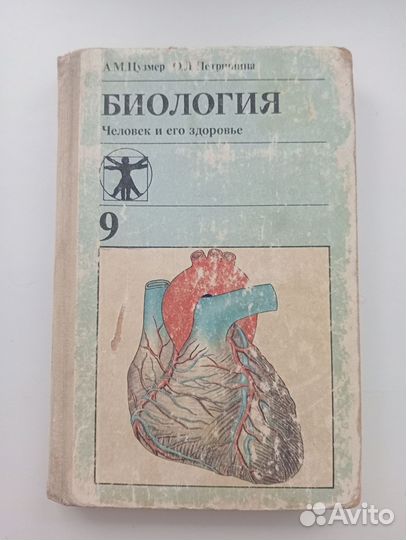 А.М.Цузмер О.Л.Петришина
БИОЛОГИЯ
Человек и его здоровье
9
Avito